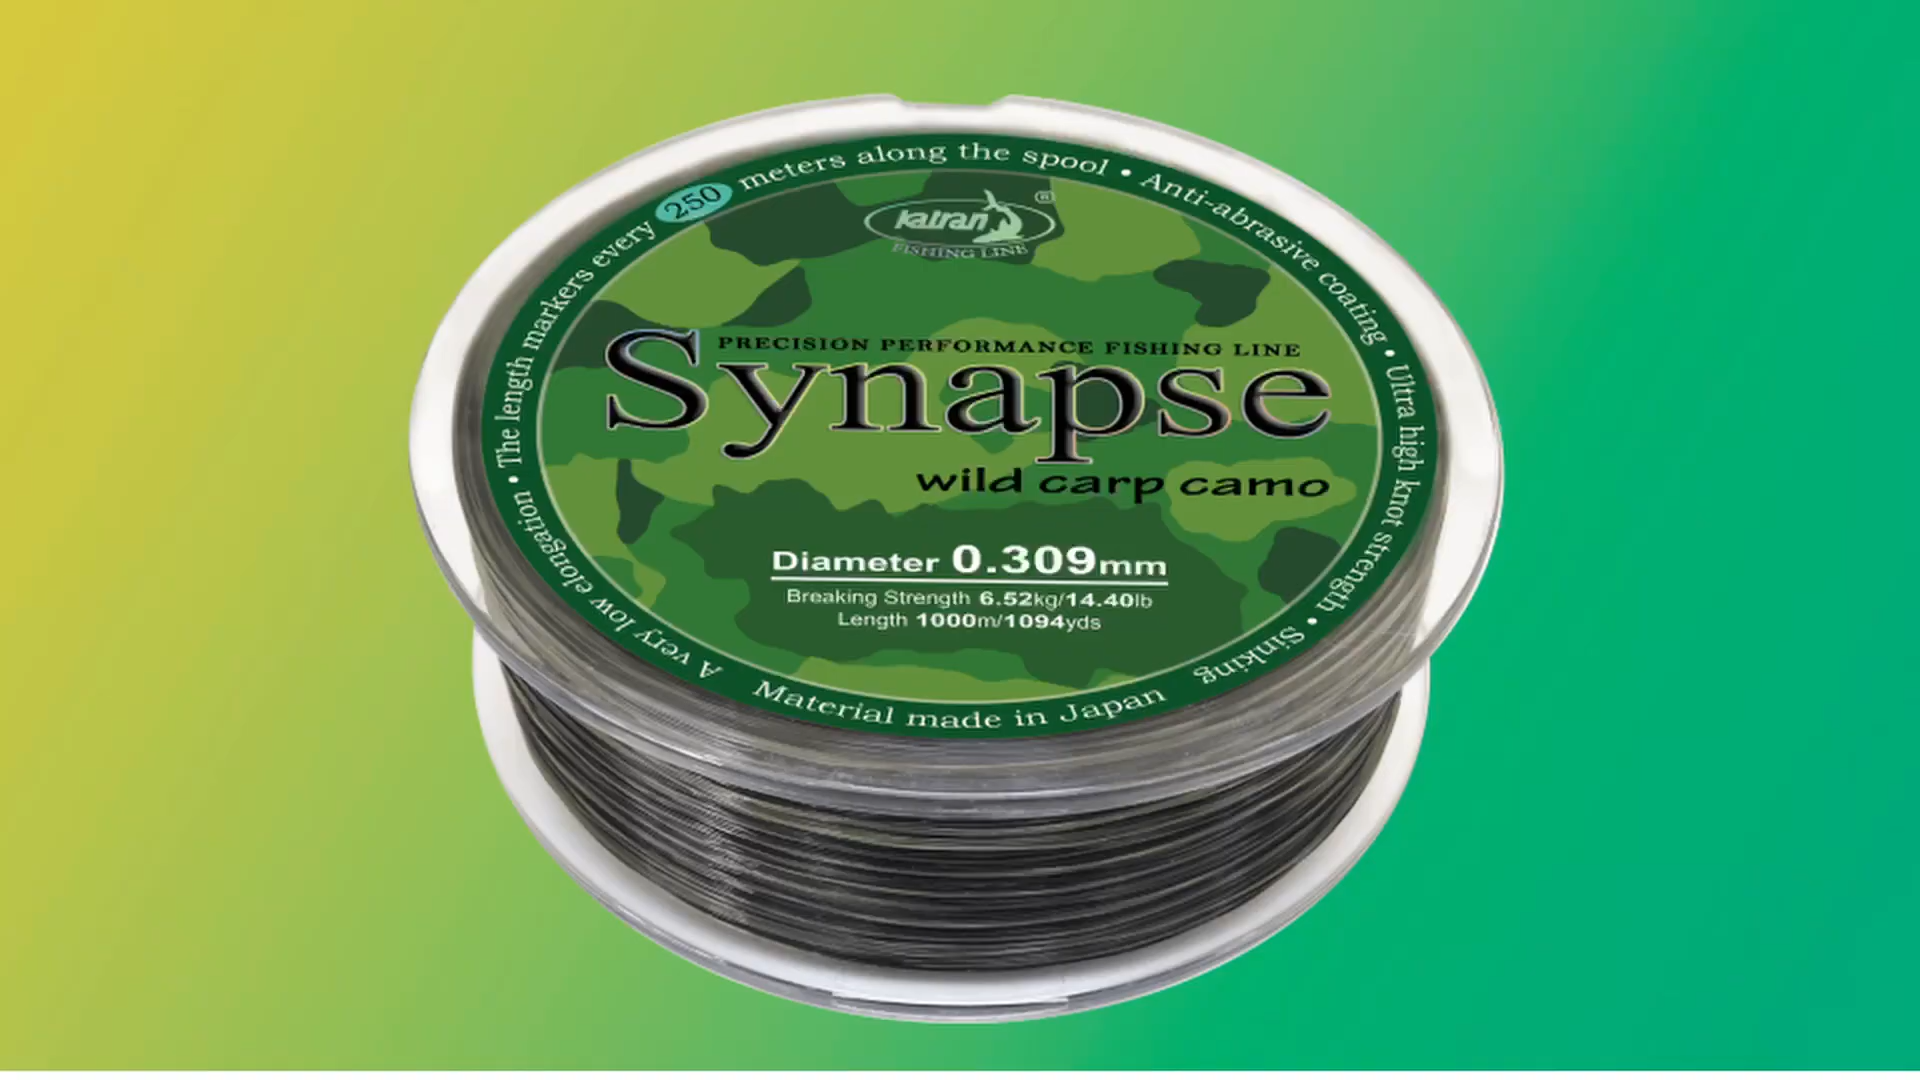 Katran
®
FISHING LINE
PRECISION PERFORMANCE FISHING LINE
Synapse
wild carp camo
Diameter 0.309mm
Breaking Strength 6.52kg/14.40lb
Length 1000m/1094yds
A very low elongation • The length markers every 250 meters along the spool • Anti-abrasive coating • Ultra high knot strength • Sinking
Material made in Japan